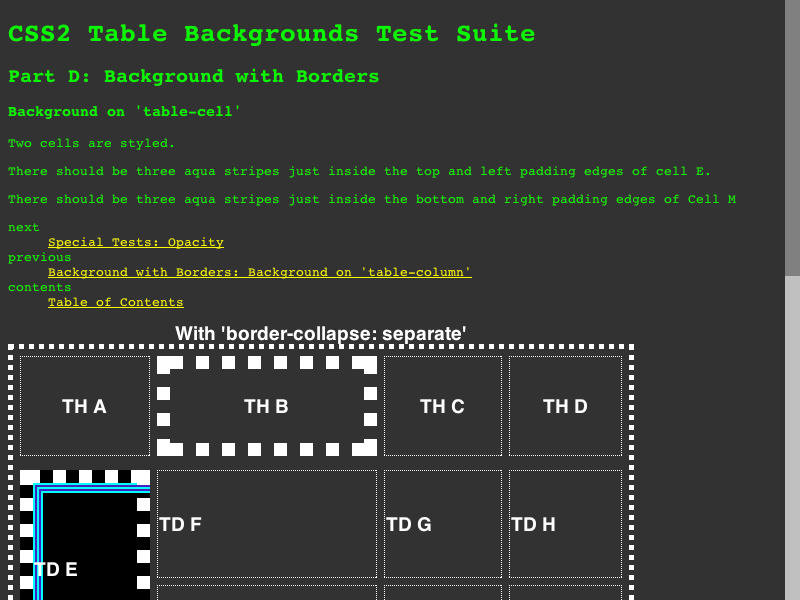 CSS2 Table Backgrounds Test Suite
Part D: Background with Borders
Background on 'table-cell'
Two cells are styled.
There should be three aqua stripes just inside the top and left padding edges of cell E.
There should be three aqua stripes just inside the bottom and right padding edges of Cell M
next
Special Tests: Opacity
previous
Background with Borders: Background on 'table-column'
contents
Table of Contents
With 'border-collapse: separate'
TH A TH B TH C TH D
TD F TD G TD H
TD E